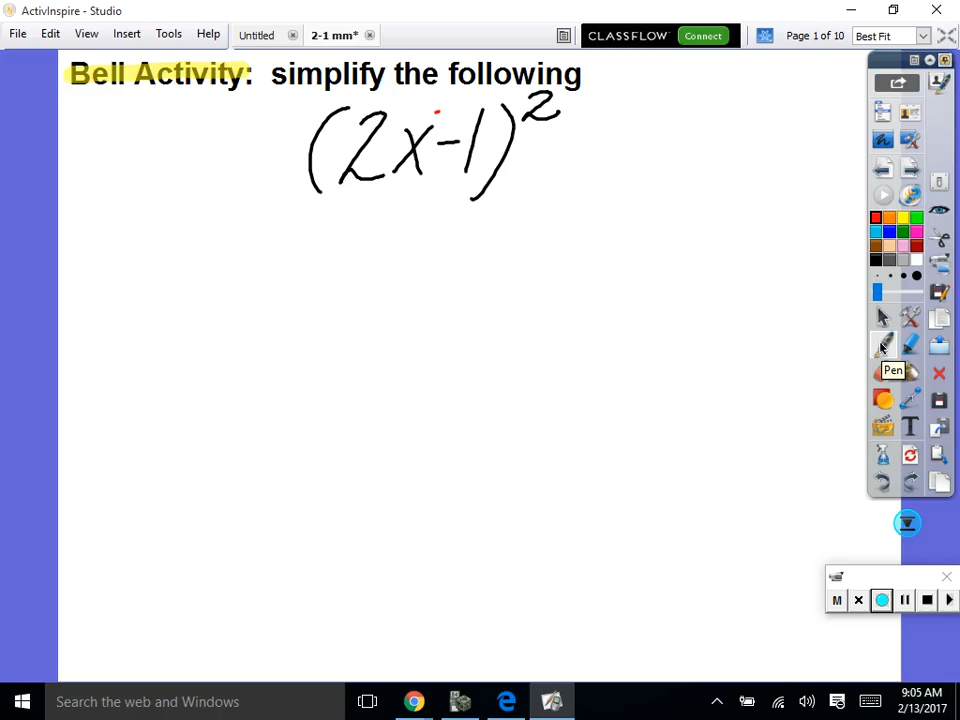 ActivInspire - Studio
File Edit View Insert Tools Help
Untitled 2-1 mm*
CLASSFLOW Connect
Page 1 of 10 Best Fit
Bell Activity: simplify the following
(2x-1)²
T
Pen
M
Search the web and Windows
9:05 AM
2/13/2017